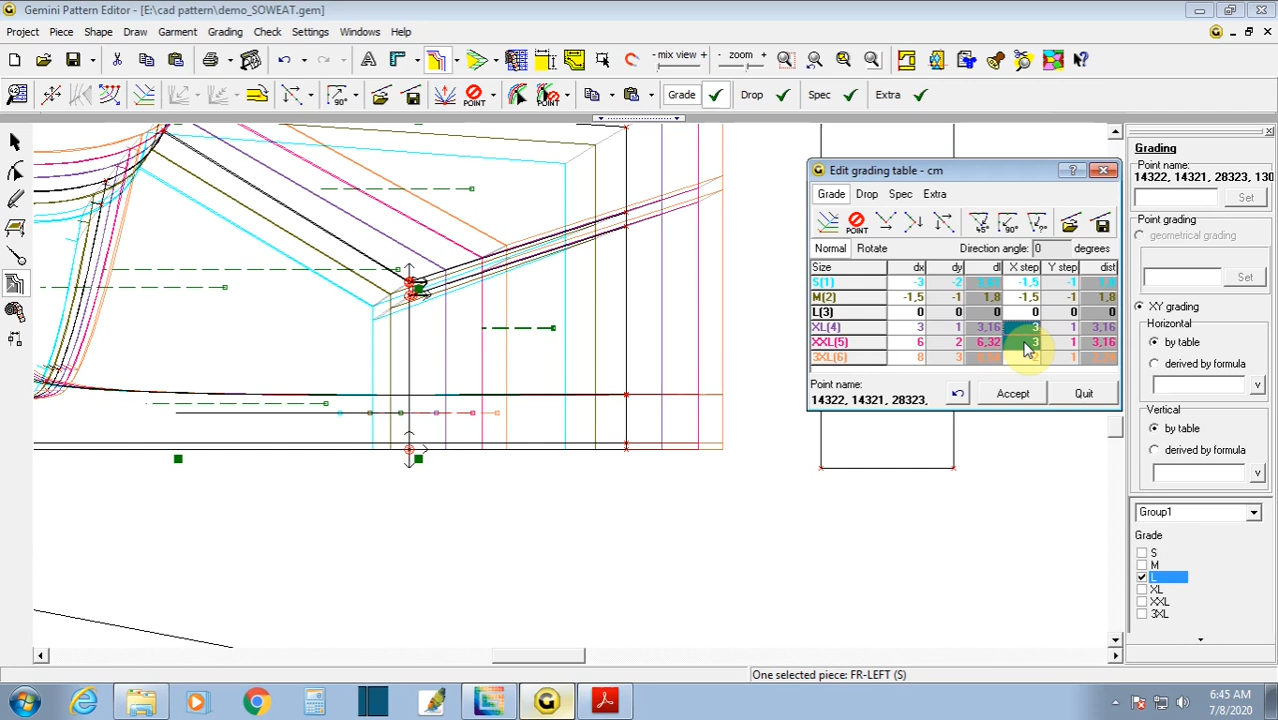 Gemini Pattern Editor - [E:\cad pattern\demo_SOWEAT.gem]
Project Piece Shape Draw Garment Grading Check Settings Windows Help
- mix view + - zoom +
Grade Drop Spec Extra
Edit grading table - cm
Grade Drop Spec Extra
Normal Rotate Direction angle: 0 degrees
Size dx dy dl X step Y step dist
S(1) -3 -2 -1,5
M(2) -1,5 -1 1,8 -1,5 -1 1,8
L(3) 0 0 0 0 0 0
XL(4) 3 1 3,16 3 1 3,16
XXL(5) 6 2 6,32 3 1 3,16
3XL(6) 8 3
Point name:
14322, 14321, 28323,
Accept Quit
Grading
Point name:
14322, 14321, 28323, 130
Set
Point grading
geometrical grading
Set
XY grading
Horizontal
by table
derived by formula
v
Vertical
by table
derived by formula
v
Group1
Grade
S
M
L
XL
XXL
3XL
One selected piece: FR-LEFT (S)
6:45 AM
7/8/2020